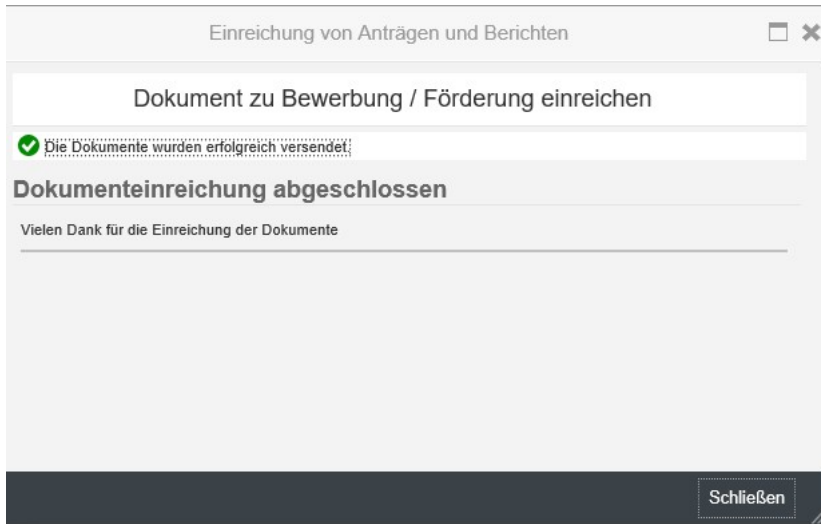 Einreichung von Anträgen und Berichten
Dokument zu Bewerbung / Förderung einreichen
Die Dokumente wurden erfolgreich versendet.
Dokumenteinreichung abgeschlossen
Vielen Dank für die Einreichung der Dokumente
Schließen